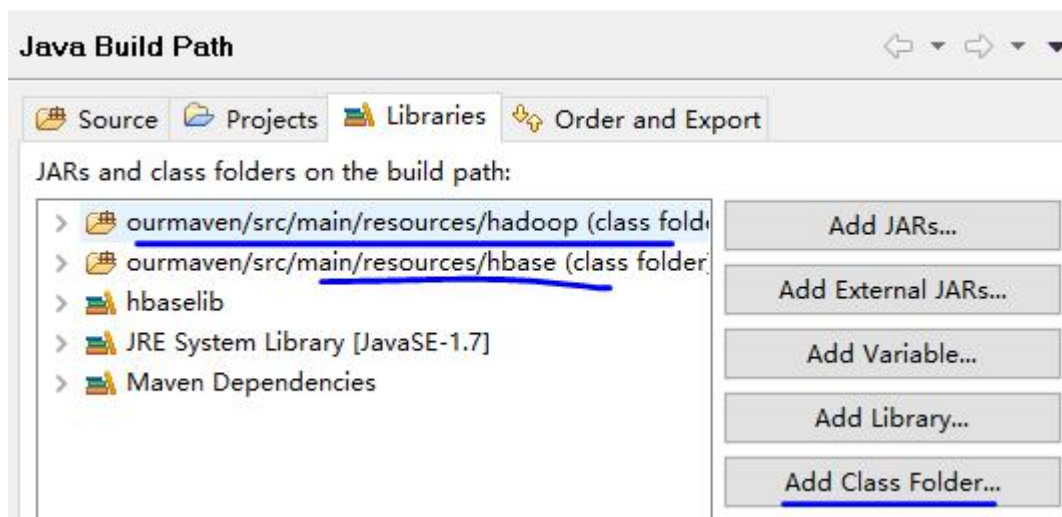 Java Build Path
Source Projects Libraries Order and Export
JARs and class folders on the build path:
ourmaven/src/main/resources/hadoop (class fold
ourmaven/src/main/resources/hbase (class folder)
hbaselib
JRE System Library [JavaSE-1.7]
Maven Dependencies
Add JARs...
Add External JARs...
Add Variable...
Add Library...
Add Class Folder...